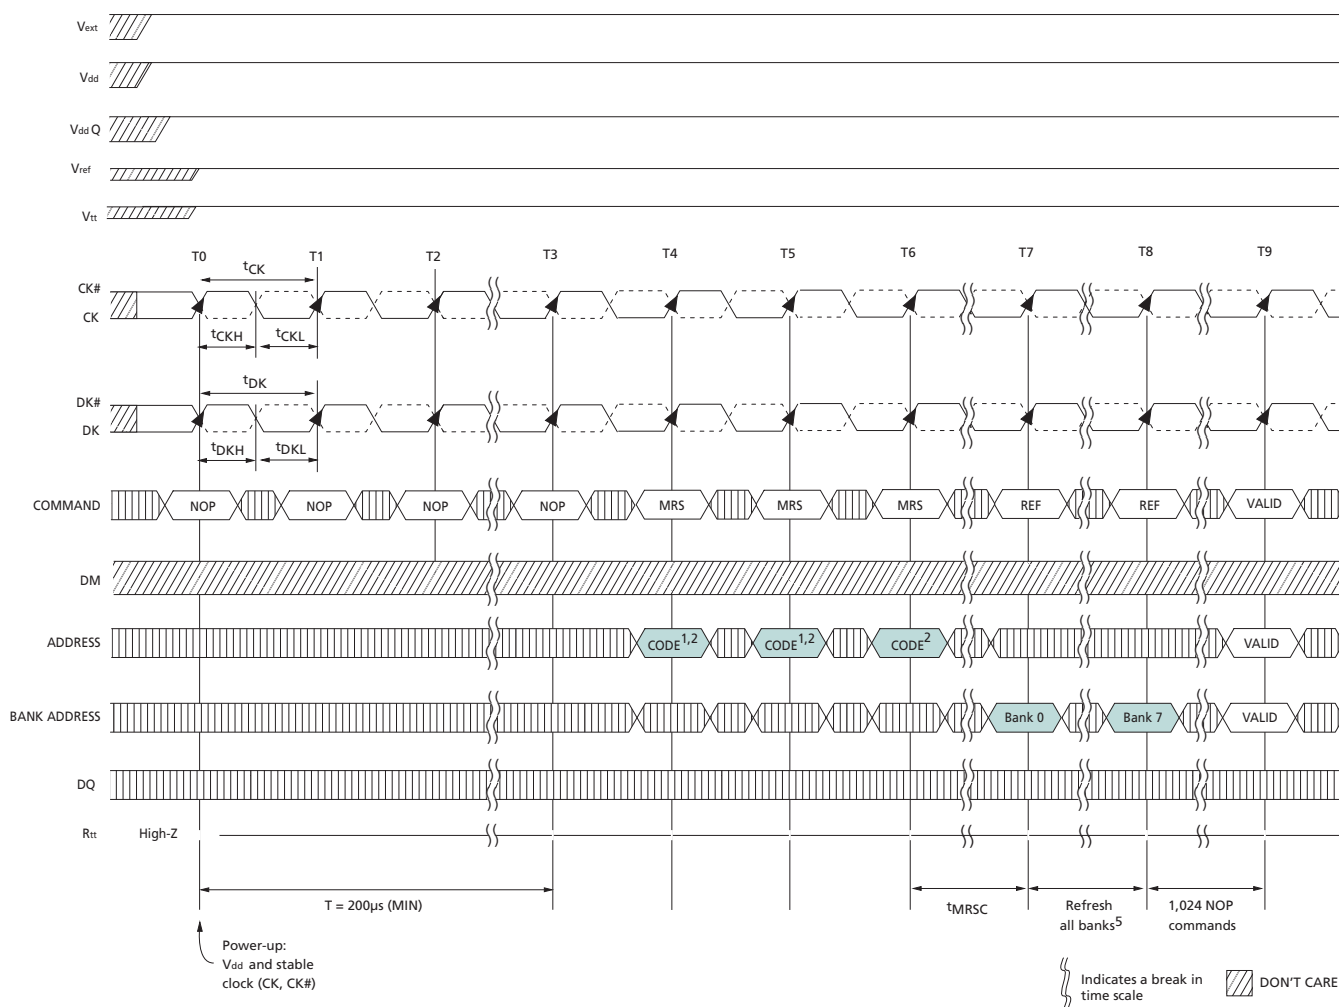 Vext
Vdd
VddQ
Vref
Vtt
T0 T1 T2 T3 T4 T5 T6 T7 T8 T9
tCK
CK#
CK
tCKH tCKL
tDK
DK#
DK
tDKH tDKL
COMMAND NOP NOP NOP NOP MRS MRS MRS REF REF VALID
DM
ADDRESS CODE1,2 CODE1,2 CODE2 VALID
BANK ADDRESS Bank 0 Bank 7 VALID
DQ
Rtt High-Z
T = 200µs (MIN)
tMRSC
Refresh
all banks5
1,024 NOP
commands
Power-up:
Vdd and stable
clock (CK, CK#)
Indicates a break in
time scale
DON'T CARE